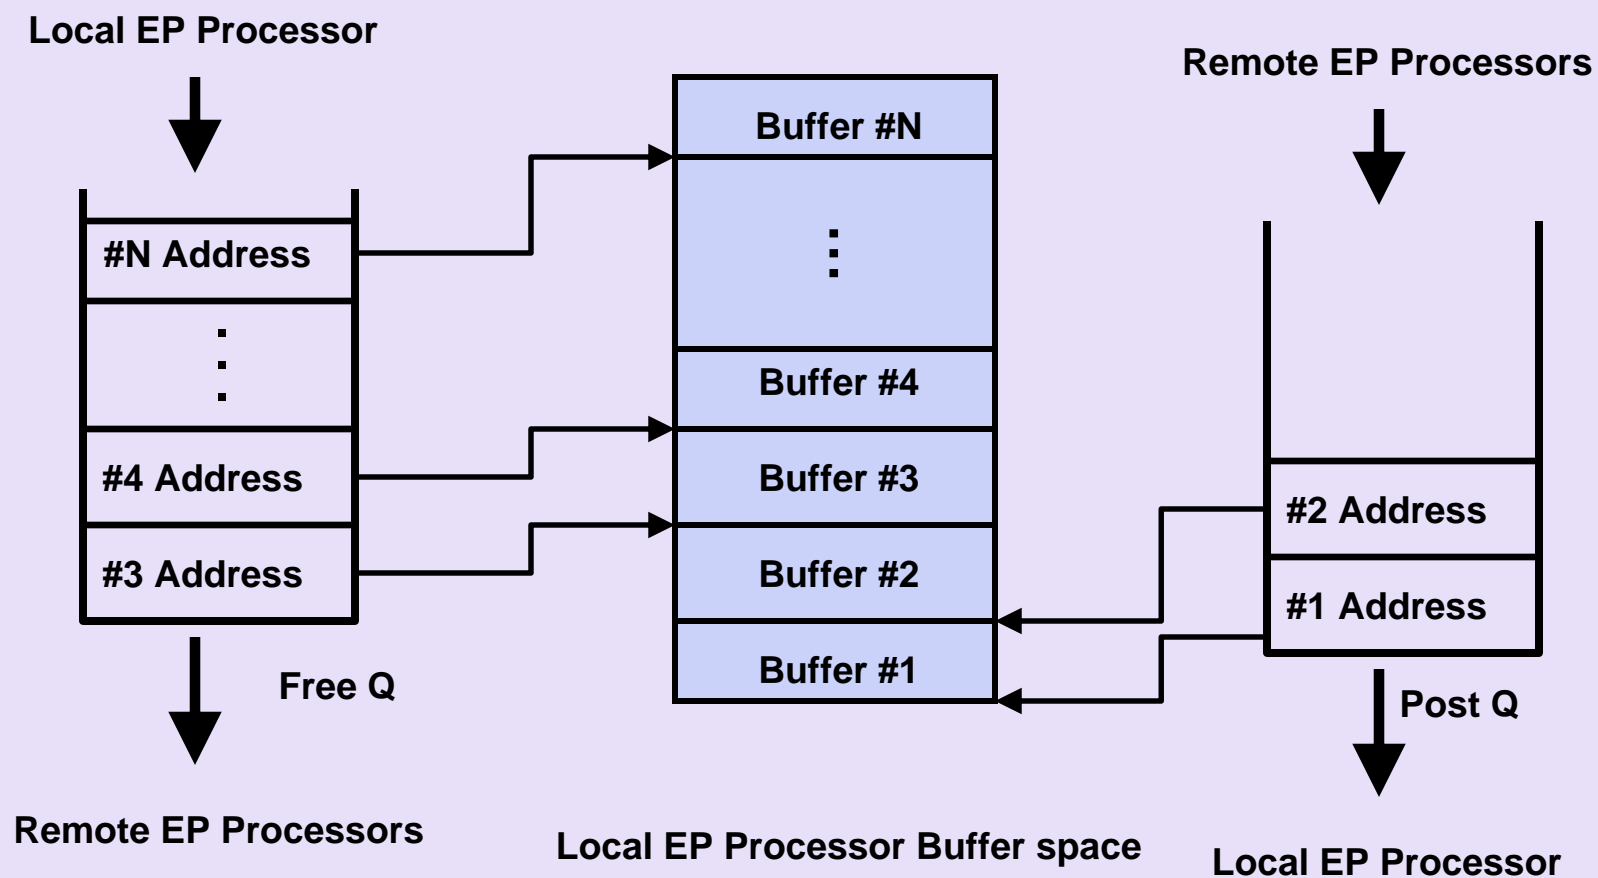 Local EP Processor
#N Address
⋮
#4 Address
#3 Address
Free Q
Remote EP Processors
Buffer #N
⋮
Buffer #4
Buffer #3
Buffer #2
Buffer #1
Local EP Processor Buffer space
Remote EP Processors
#2 Address
#1 Address
Post Q
Local EP Processor